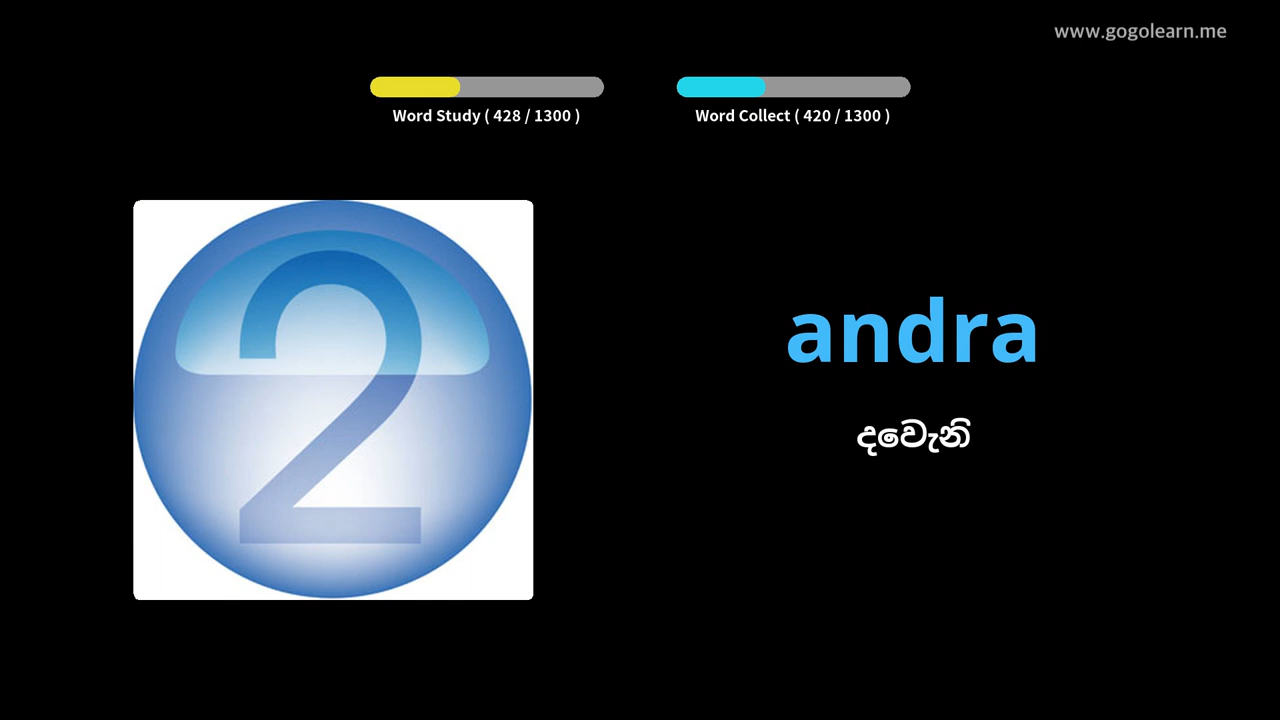 www.gogolearn.me
Word Study ( 428 / 1300 )
Word Collect ( 420 / 1300 )
2
andra
දෙවැනි